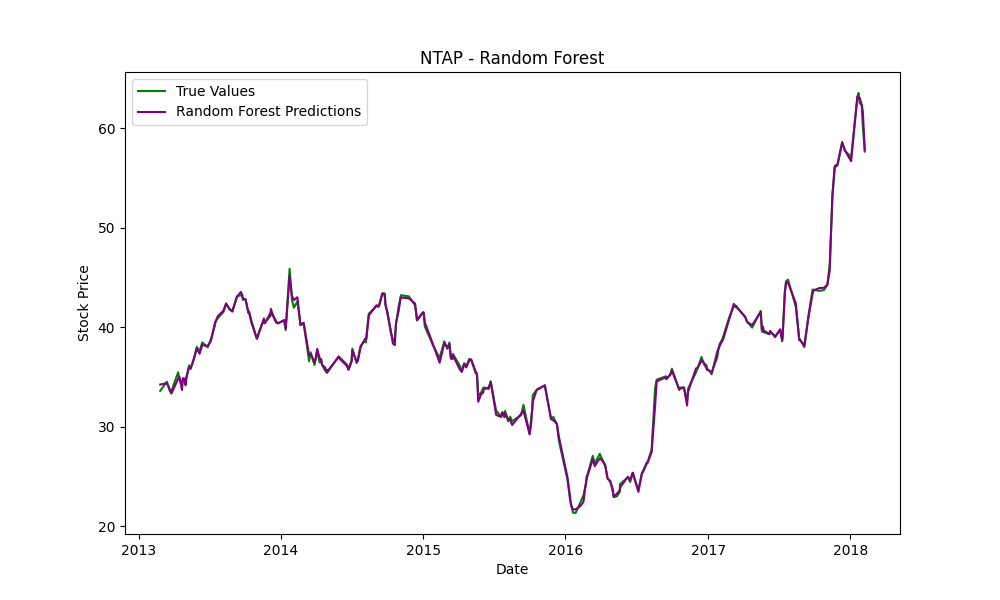 NTAP - Random Forest
True Values
Random Forest Predictions
Stock Price
60
50
40
30
20
2013 2014 2015 2016 2017 2018
Date